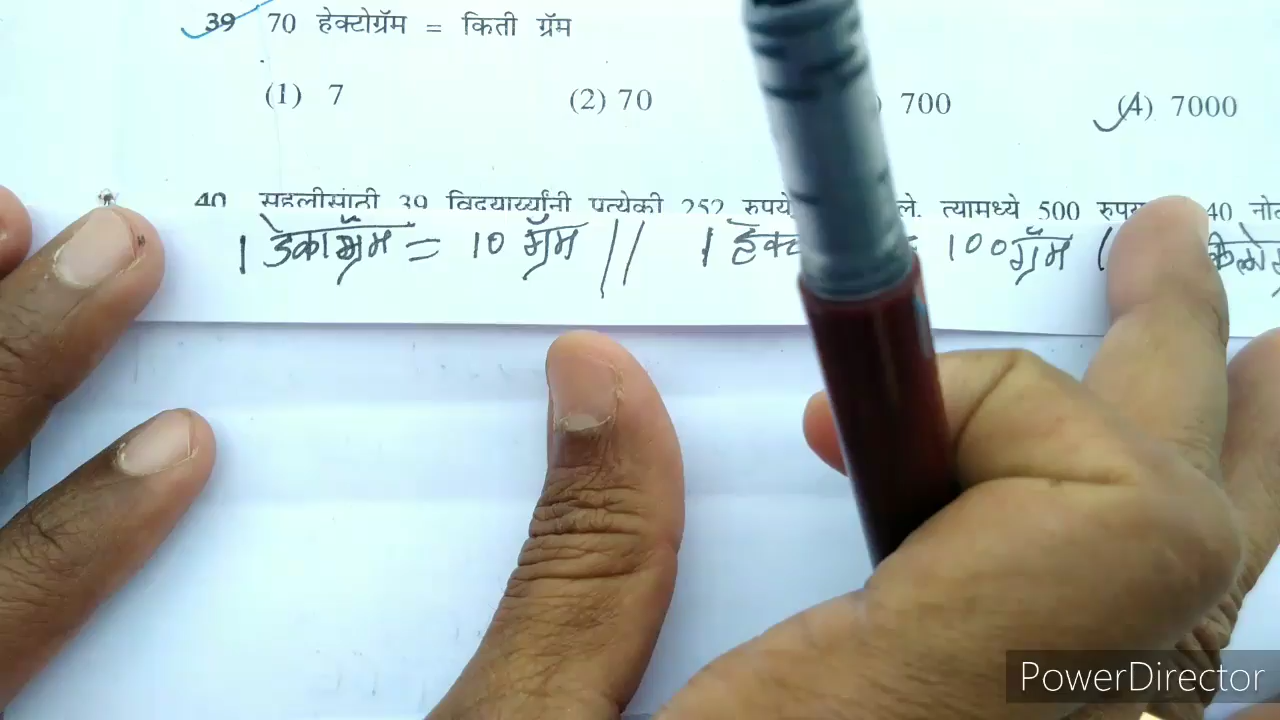 39 70 हेक्टोग्रॅम = किती ग्रॅम
(1) 7 (2) 70 ) 700 (4) 7000
40 सहलीसाठी 39 विद्यार्थ्यांनी प्रत्येकी 252 रुपये ले. त्यामध्ये 500 रुपय 40 नोट
1 डेकाग्रॅम = 10 ग्रॅम // 1 हेक्ट = 100 ग्रॅम ( किलोग्र
PowerDirector